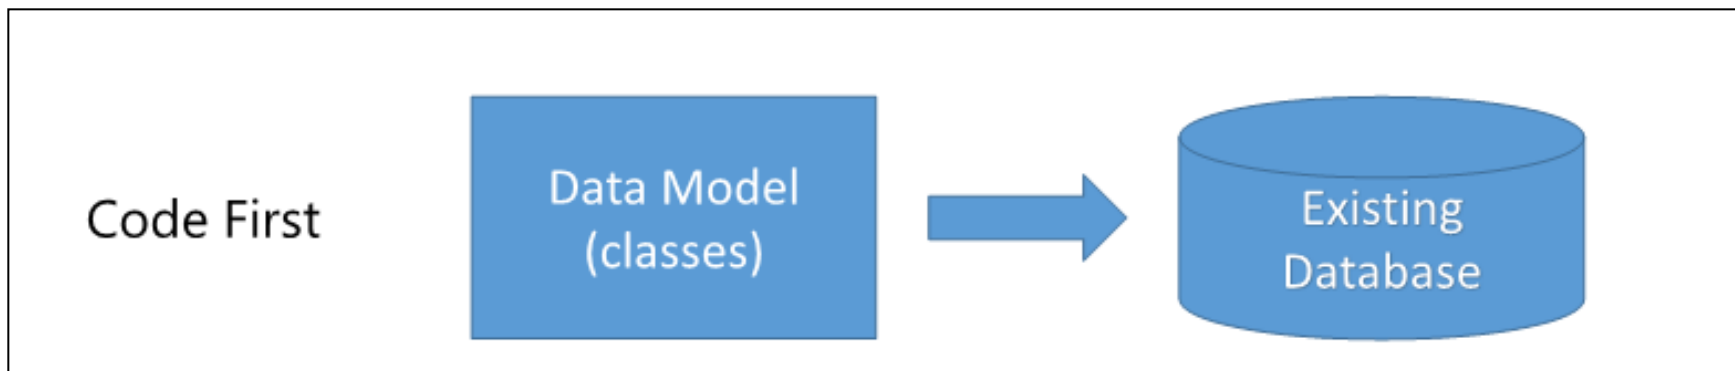 Code First
Data Model
(classes)
Existing
Database